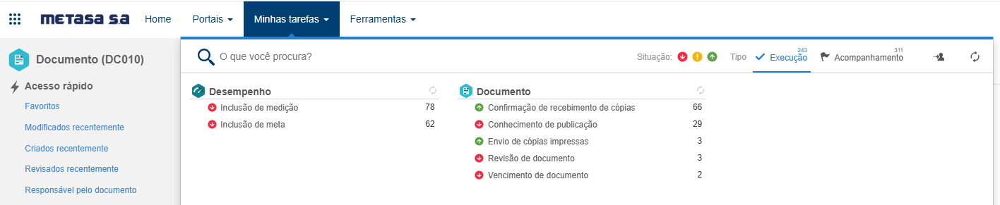 METASA S.A Home Portais Minhas tarefas Ferramentas
Documento (DC010)
Acesso rápido
Favoritos
Modificados recentemente
Criados recentemente
Revisados recentemente
Responsável pelo documento
O que você procura? Situação: Tipo Execução 243 Acompanhamento 311
Desempenho
Inclusão de medição 78
Inclusão de meta 62
Documento
Confirmação de recebimento de cópias 66
Conhecimento de publicação 29
Envio de cópias impressas 3
Revisão de documento 3
Vencimento de documento 2